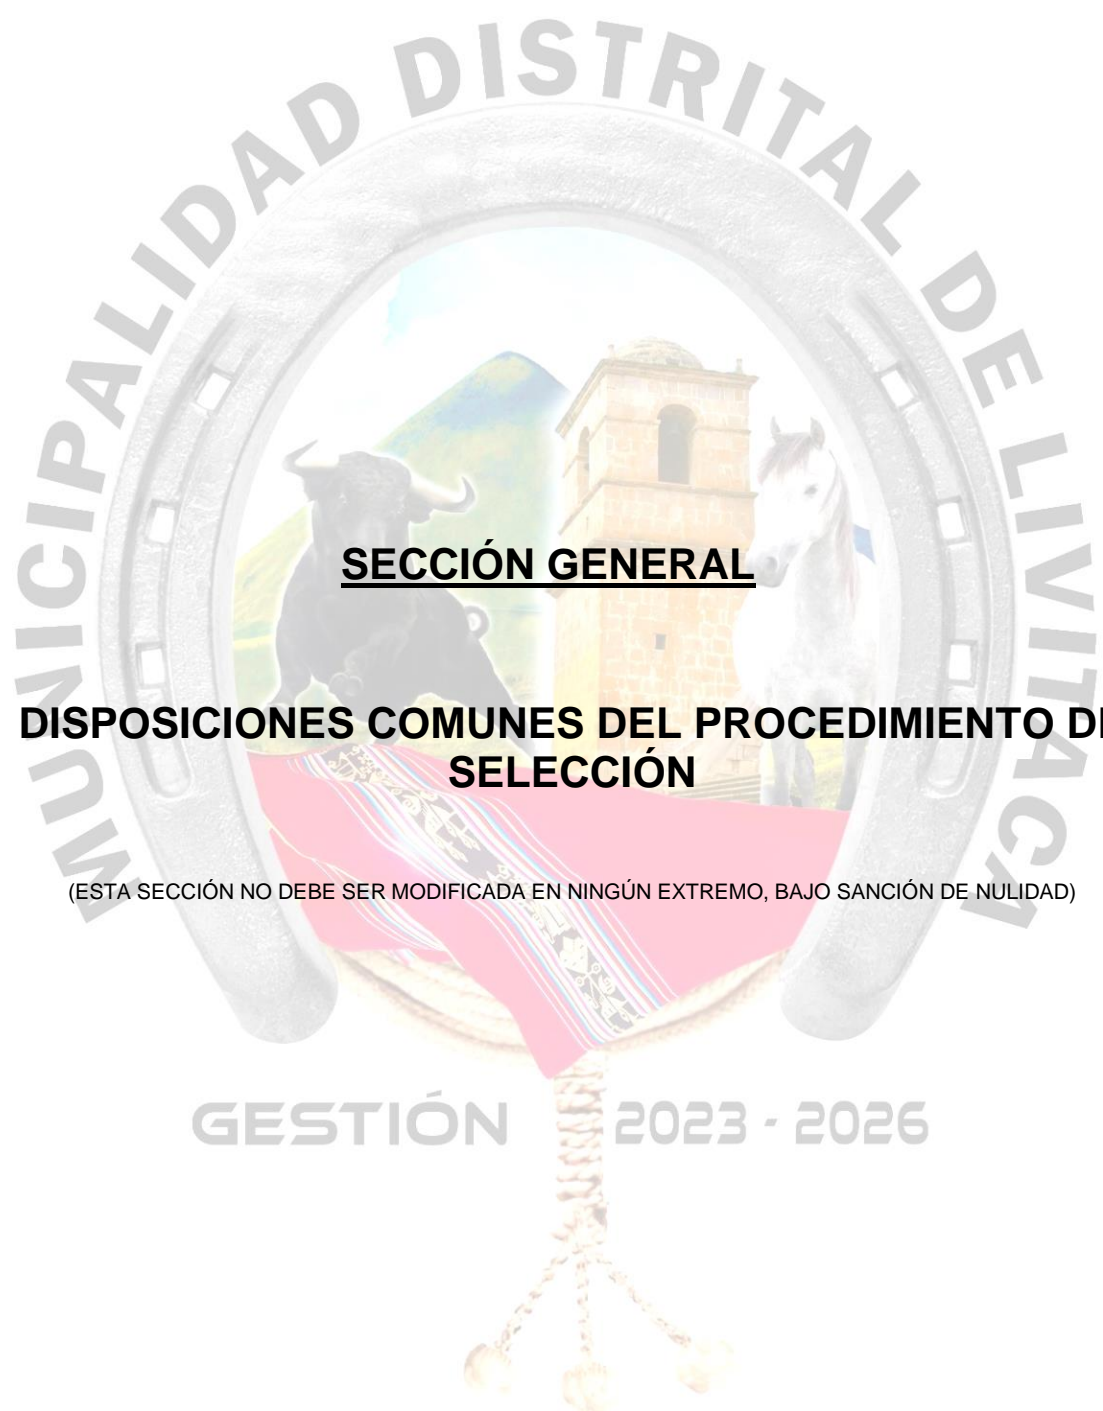 MUNICIPALIDAD DISTRITAL DE LIVITACA
SECCIÓN GENERAL
DISPOSICIONES COMUNES DEL PROCEDIMIENTO D
SELECCIÓN
(ESTA SECCIÓN NO DEBE SER MODIFICADA EN NINGÚN EXTREMO, BAJO SANCIÓN DE NULIDAD)
GESTIÓN 2023 - 2026